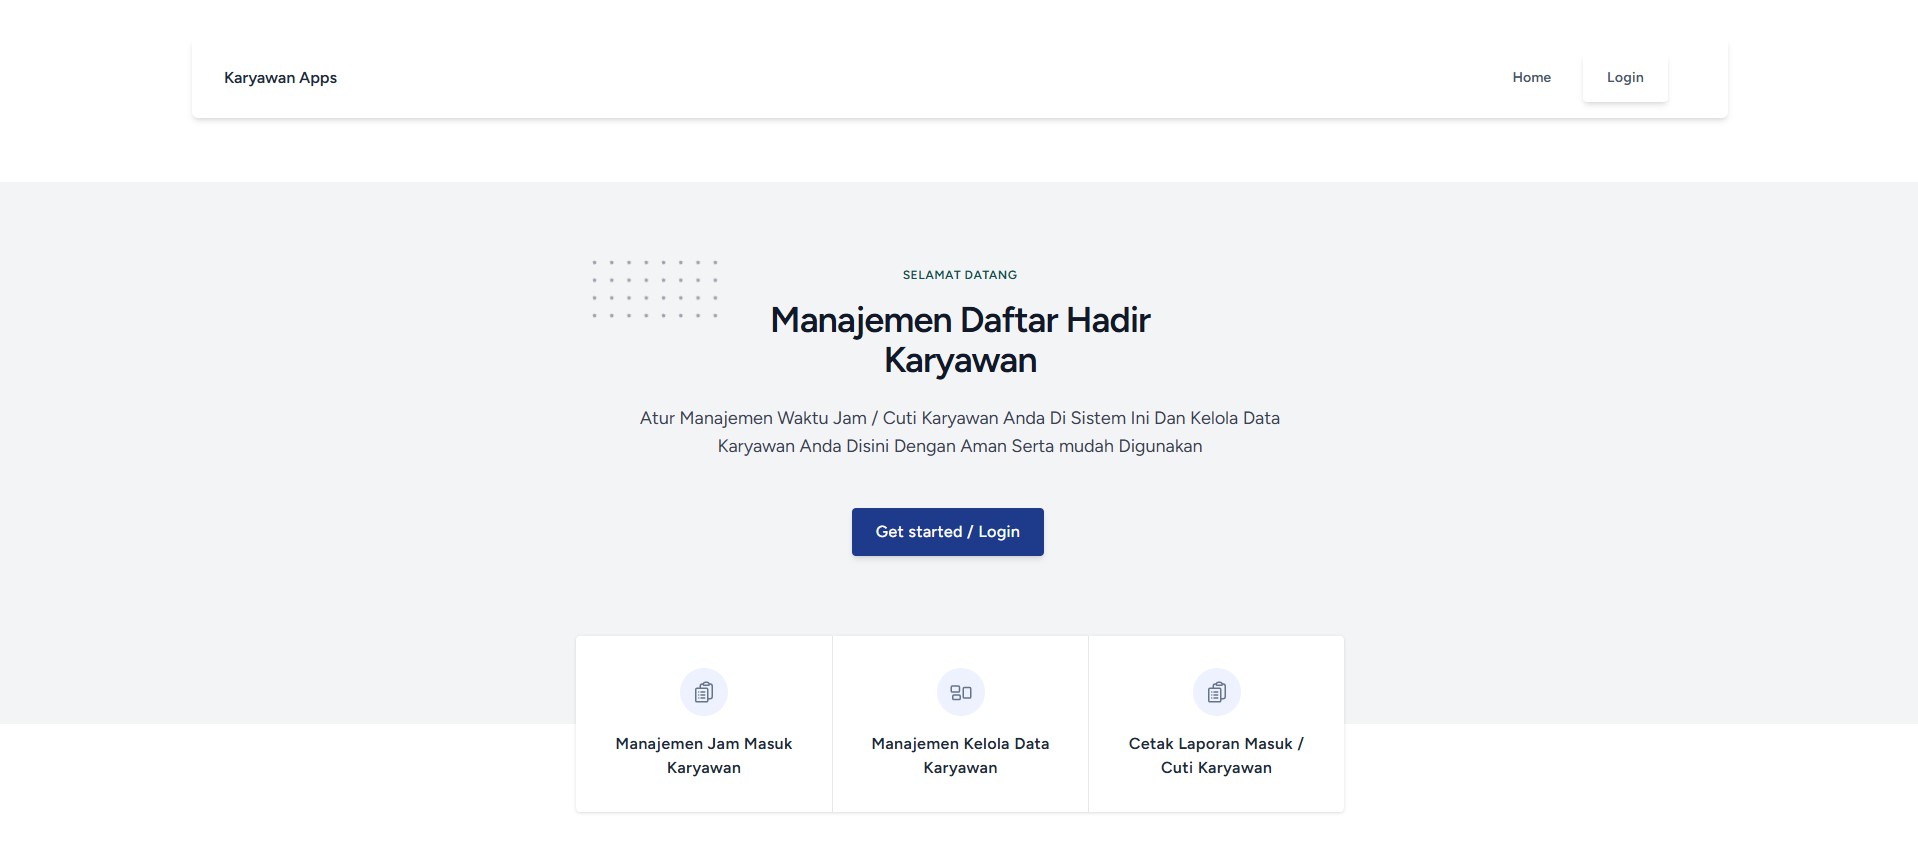 Karyawan Apps
Home
Login
SELAMAT DATANG
Manajemen Daftar Hadir
Karyawan
Atur Manajemen Waktu Jam / Cuti Karyawan Anda Di Sistem Ini Dan Kelola Data
Karyawan Anda Disini Dengan Aman Serta mudah Digunakan
Get started / Login
Manajemen Jam Masuk
Karyawan
Manajemen Kelola Data
Karyawan
Cetak Laporan Masuk /
Cuti Karyawan